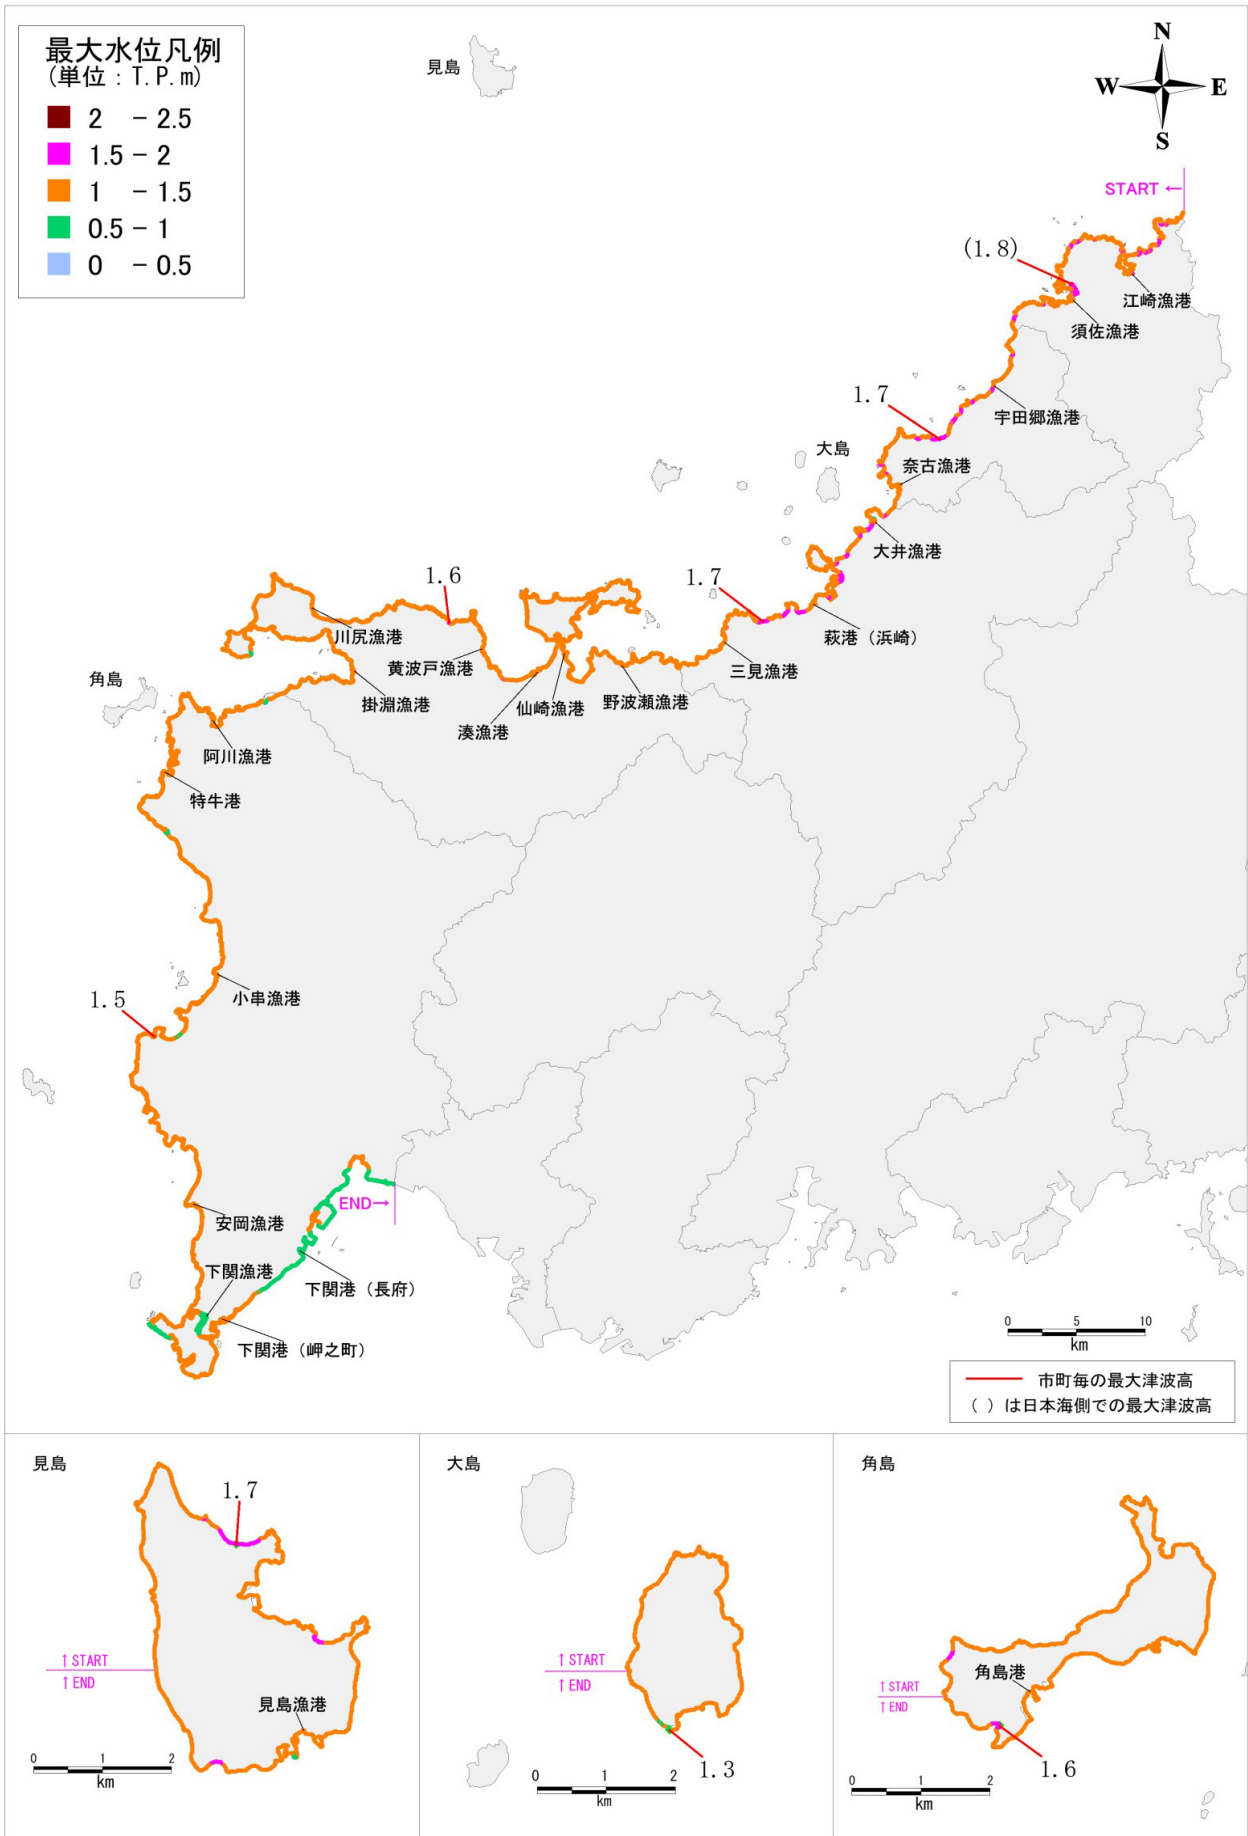 最大水位凡例
(単位：T.P.m)
2 － 2.5
1.5 － 2
1 － 1.5
0.5 － 1
0 － 0.5
見島
N
W E
S
START ←
(1.8)
江崎漁港
須佐漁港
1.7
宇田郷漁港
大島
奈古漁港
大井漁港
1.6
1.7
川尻漁港
萩港（浜崎）
黄波戸漁港
三見漁港
角島
掛淵漁港
仙崎漁港
野波瀬漁港
湊漁港
阿川漁港
特牛港
小串漁港
1.5
END→
安岡漁港
下関漁港
下関港（長府）
下関港（岬之町）
0 5 10
km
市町毎の最大津波高
（ ）は日本海側での最大津波高
見島
1.7
↑START
↑END
見島漁港
0 1 2
km
大島
↑START
↑END
1.3
0 1 2
km
角島
角島港
↑START
↑END
1.6
0 1 2
km